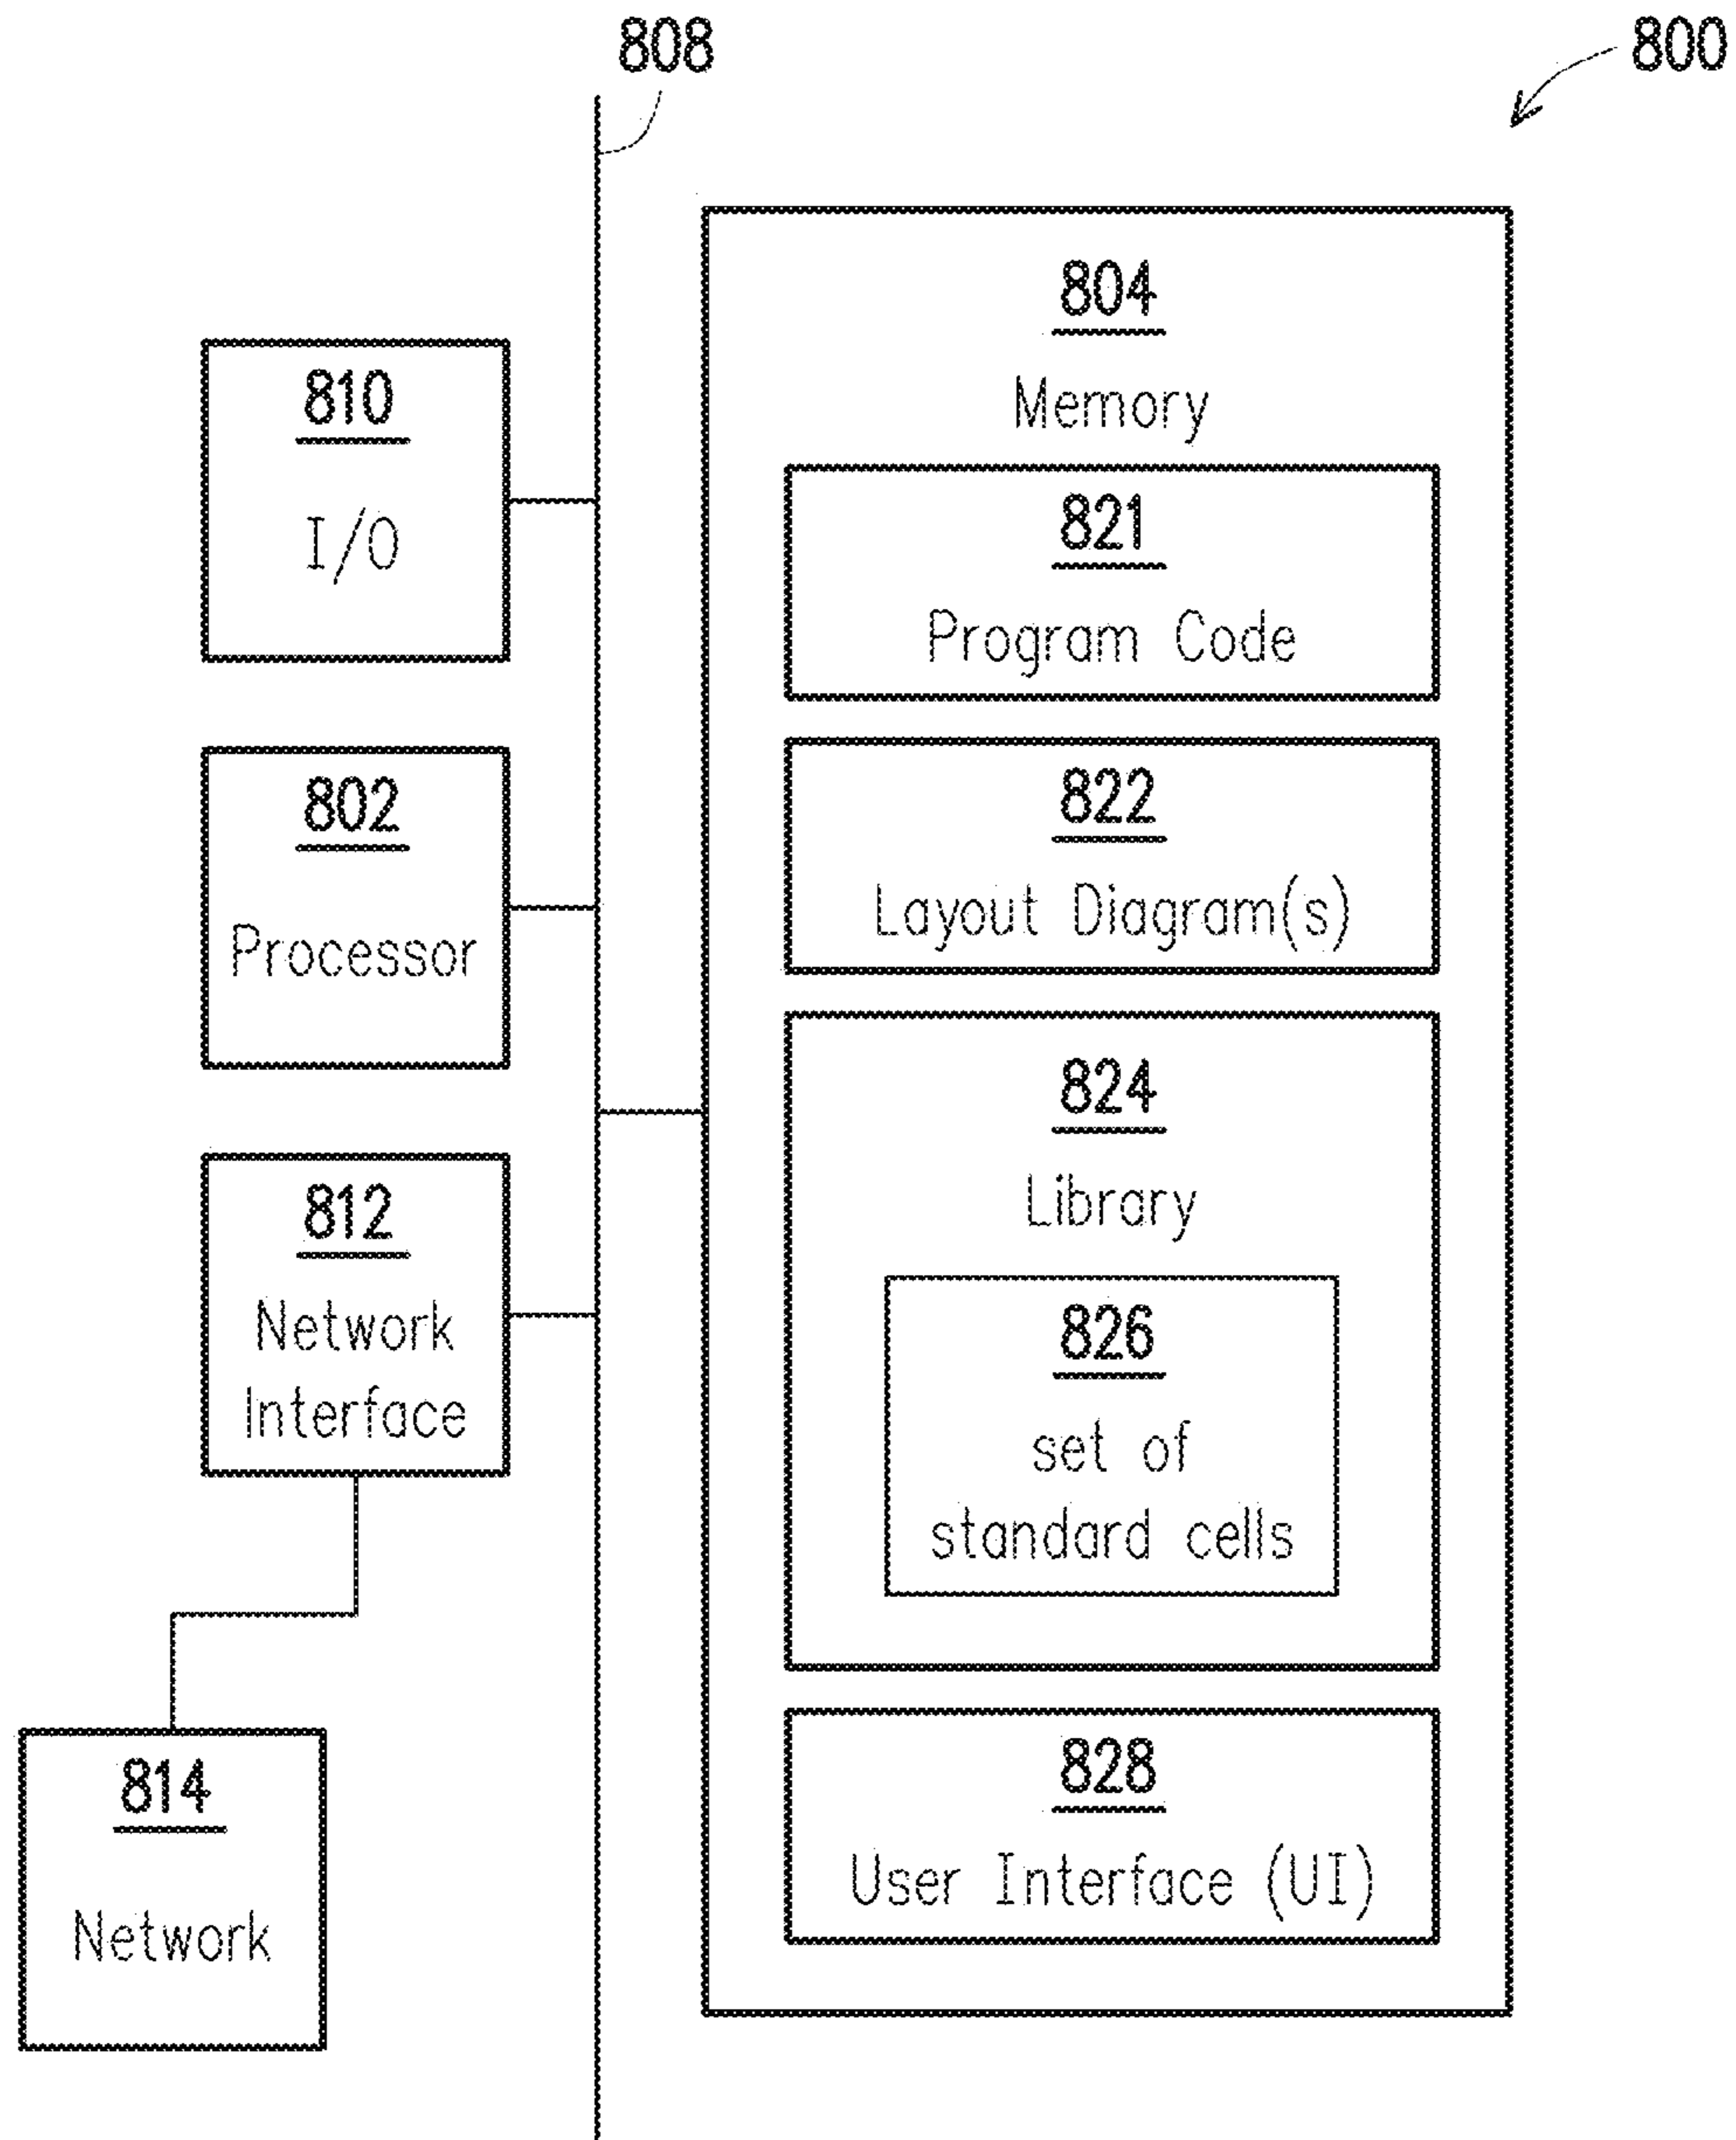 808
800
810
I/O
802
Processor
812
Network
Interface
814
Network
804
Memory
821
Program Code
822
Layout Diagram(s)
824
Library
826
set of
standard cells
828
User Interface (UI)